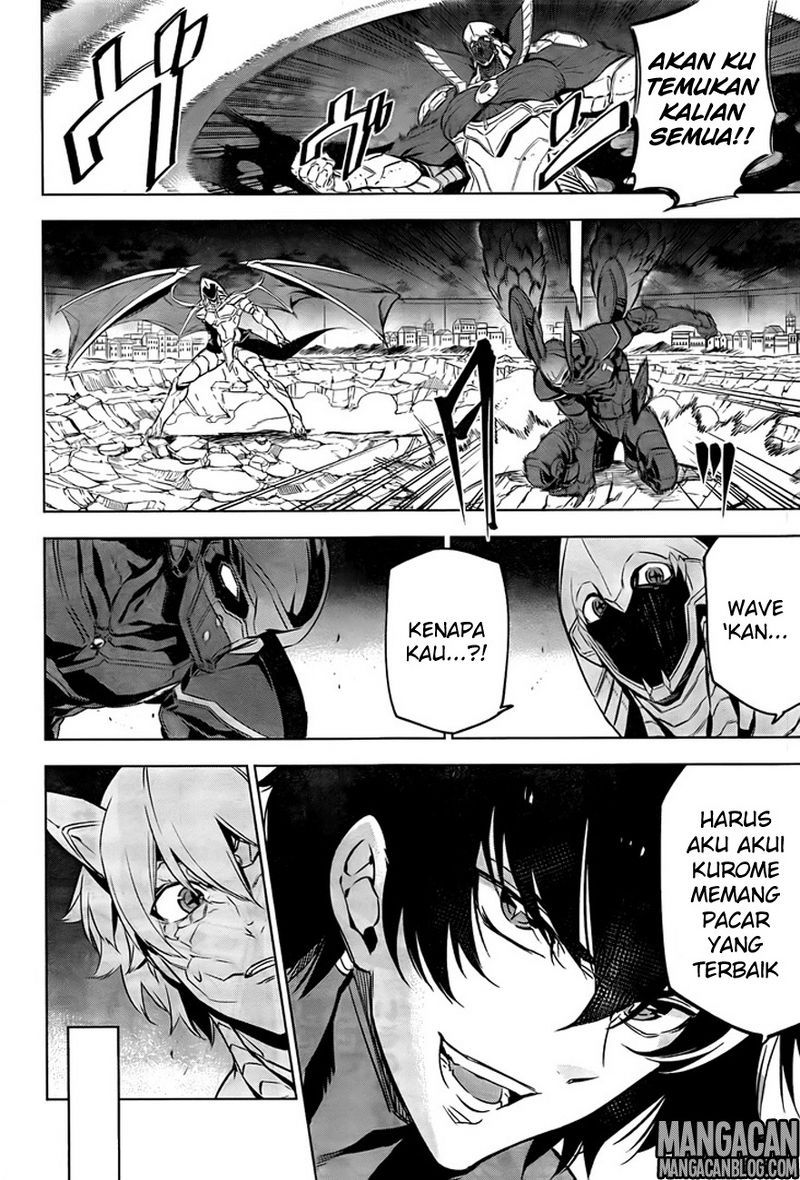 AKAN KU
TEMUKAN
KALIAN
SEMUA!!
WAVE
'KAN...
KENAPA
KAU...?!
HARUS
AKU AKUI
KUROME
MEMANG
PACAR
YANG
TERBAIK
MANGACAN
MANGACANBLOG.COM